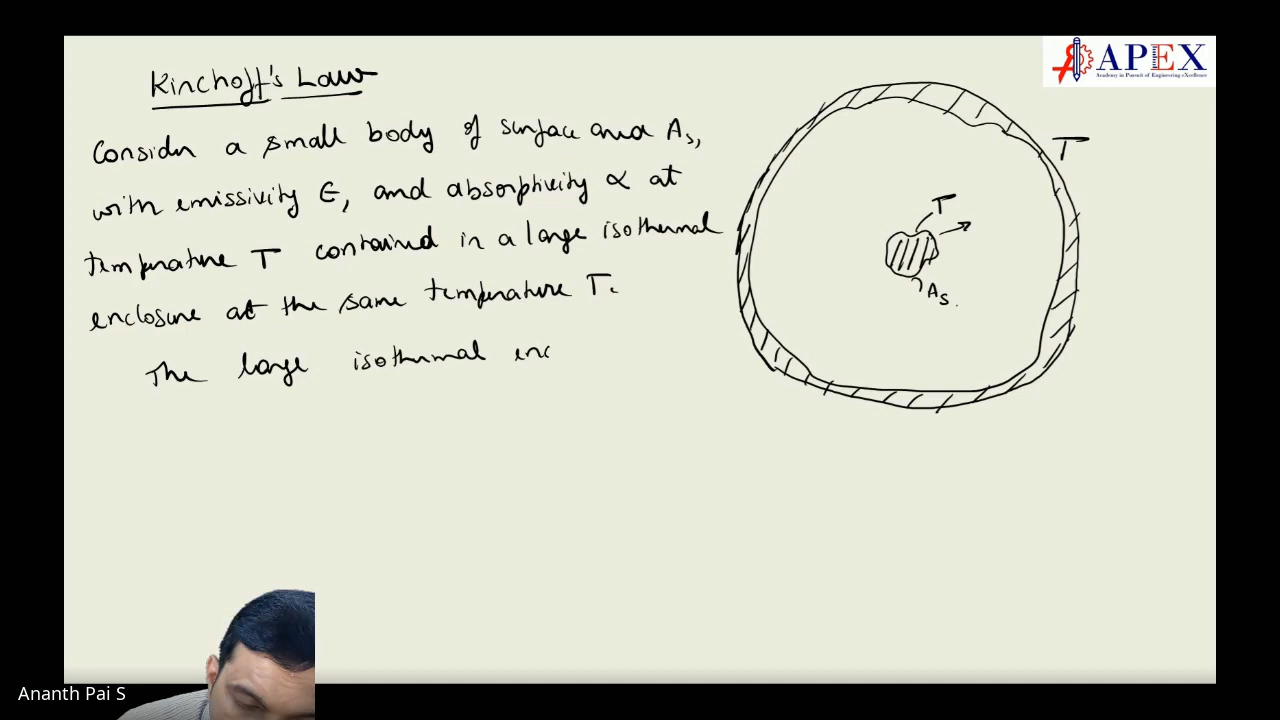 Kirchoff's Law
Consider a small body of surface area As,
with emissivity ∈, and absorptivity α at
temperature T contained in a large isothermal
enclosure at the same temperature T.
The large isothermal enc
T
T
As.
APEX
Academy in Pursuit of Engineering eXcellence
Ananth Pai S